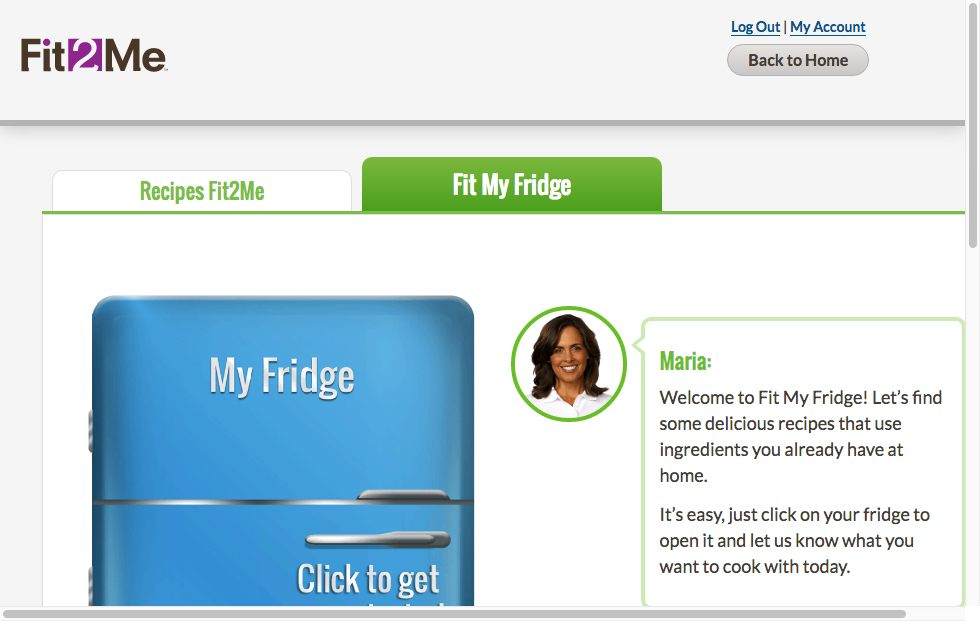 Log Out | My Account
Fit2Me
Back to Home
Recipes Fit2Me
Fit My Fridge
My Fridge
Click to get
Maria:
Welcome to Fit My Fridge! Let’s find
some delicious recipes that use
ingredients you already have at
home.
It’s easy, just click on your fridge to
open it and let us know what you
want to cook with today.